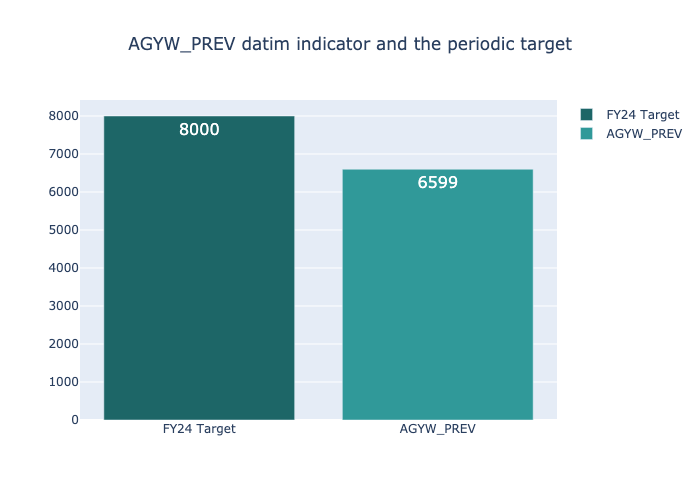 AGYW_PREV datim indicator and the periodic target
8000
7000
6000
5000
4000
3000
2000
1000
0
8000
6599
FY24 Target
AGYW_PREV
FY24 Target
AGYW_PREV